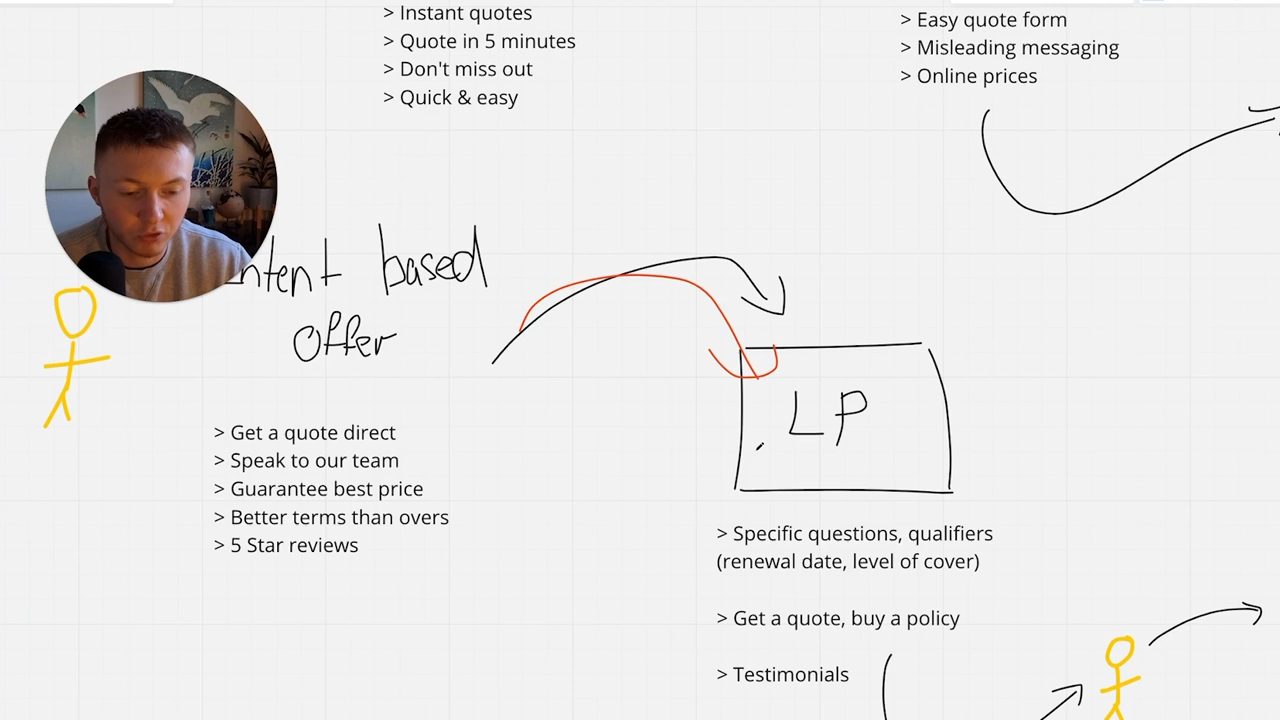 > Instant quotes
> Quote in 5 minutes
> Don't miss out
> Quick & easy
> Easy quote form
> Misleading messaging
> Online prices
ntent based
Offer
> Get a quote direct
> Speak to our team
> Guarantee best price
> Better terms than overs
> 5 Star reviews
LP
> Specific questions, qualifiers
(renewal date, level of cover)
> Get a quote, buy a policy
> Testimonials